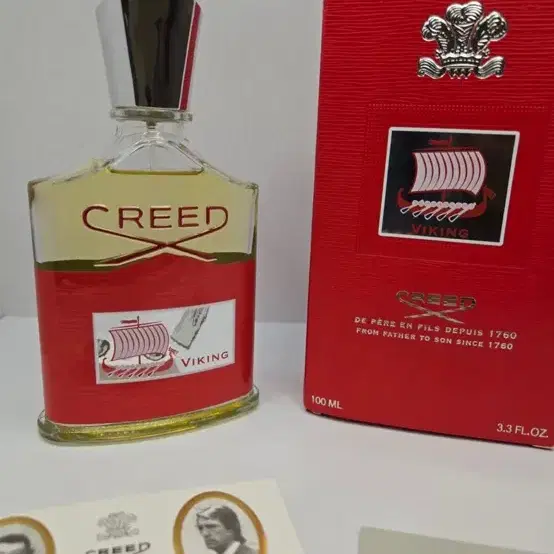 CREED
VIKING
VIKING
CREED
DE PÈRE EN FILS DEPUIS 1760
FROM FATHER TO SON SINCE 1760
100 ML
3.3 FL.OZ.
CREED